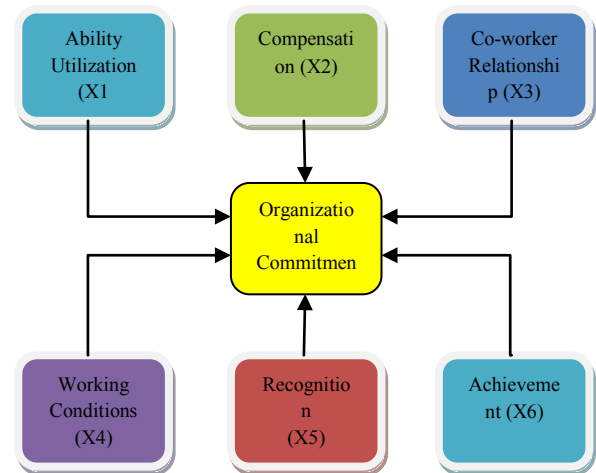 Ability
Utilization
(X1
Compensati
on (X2)
Co-worker
Relationshi
p (X3)
Organizatio
nal
Commitmen
Working
Conditions
(X4)
Recognitio
n
(X5)
Achieveme
nt (X6)